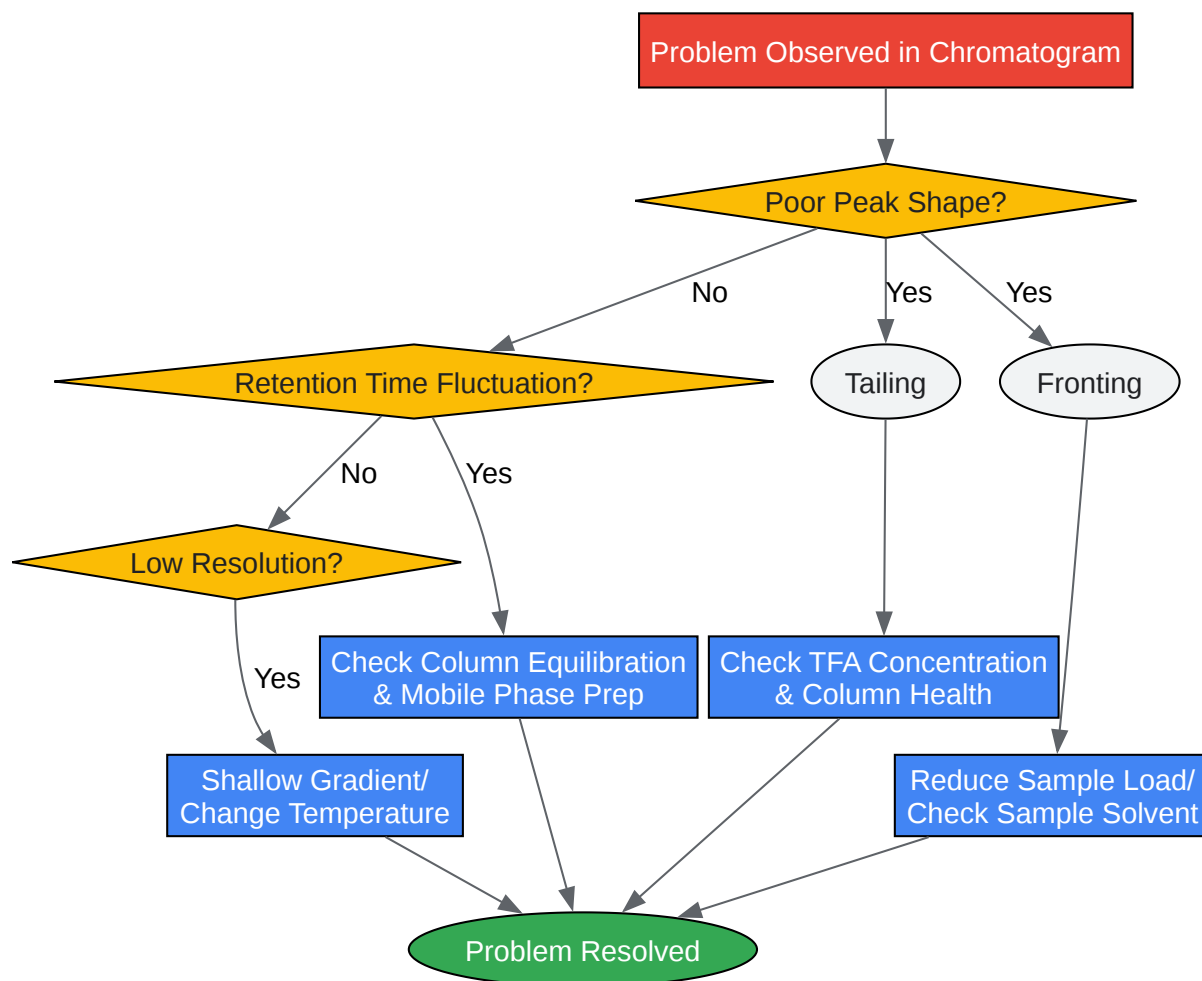 Problem Observed in Chromatogram
Poor Peak Shape?
No
Yes
Yes
Retention Time Fluctuation?
Tailing
Fronting
No
Yes
Low Resolution?
Yes
Check Column Equilibration
& Mobile Phase Prep
Check TFA Concentration
& Column Health
Shallow Gradient/
Change Temperature
Reduce Sample Load/
Check Sample Solvent
Problem Resolved